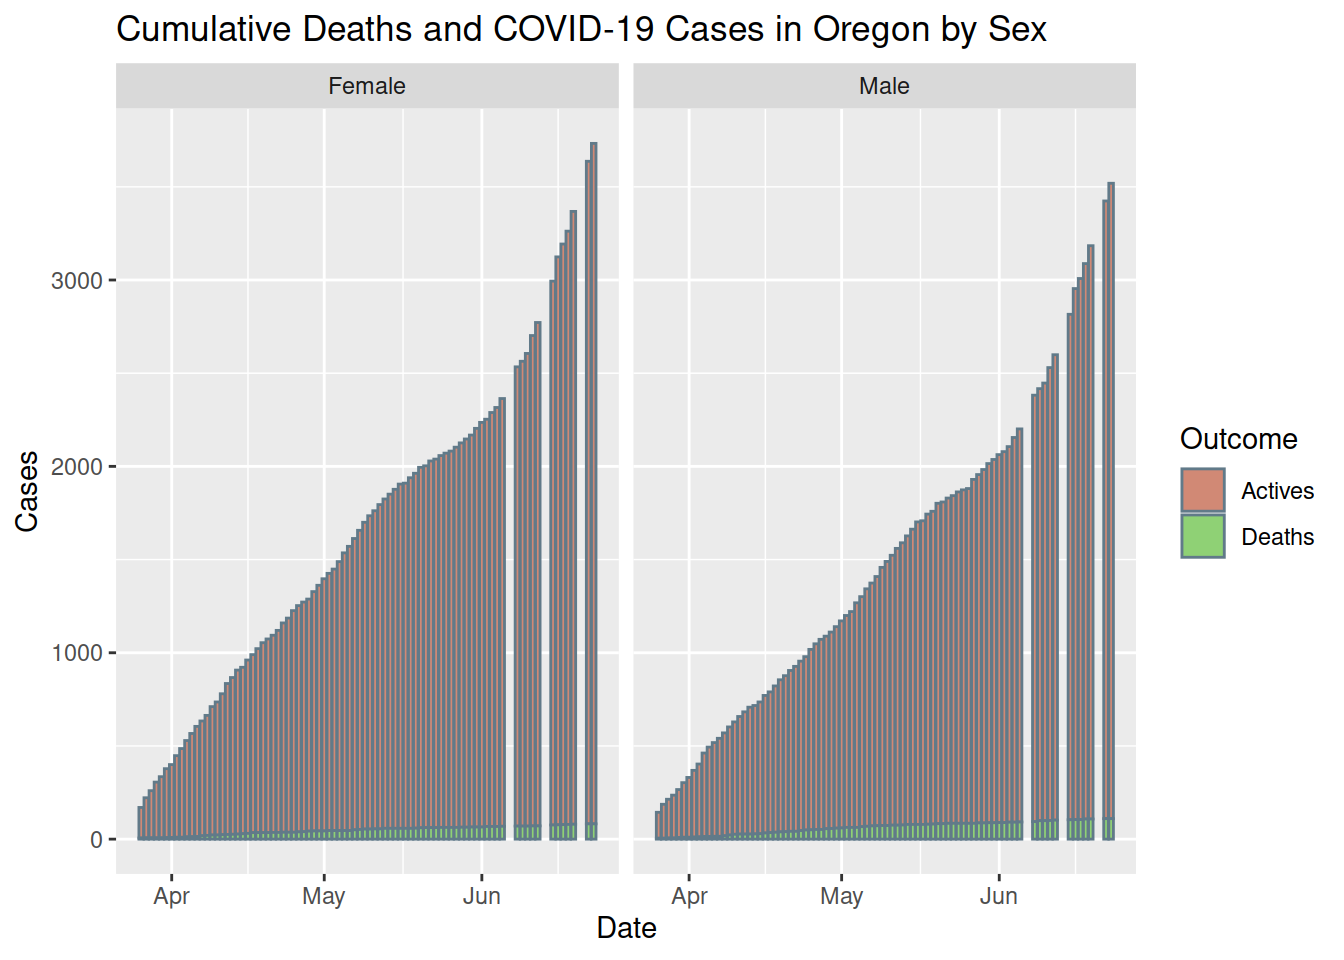 Cumulative Deaths and COVID-19 Cases in Oregon by Sex
Female
Male
3000
2000
1000
0
Cases
Apr
May
Jun
Apr
May
Jun
Date
Outcome
Actives
Deaths